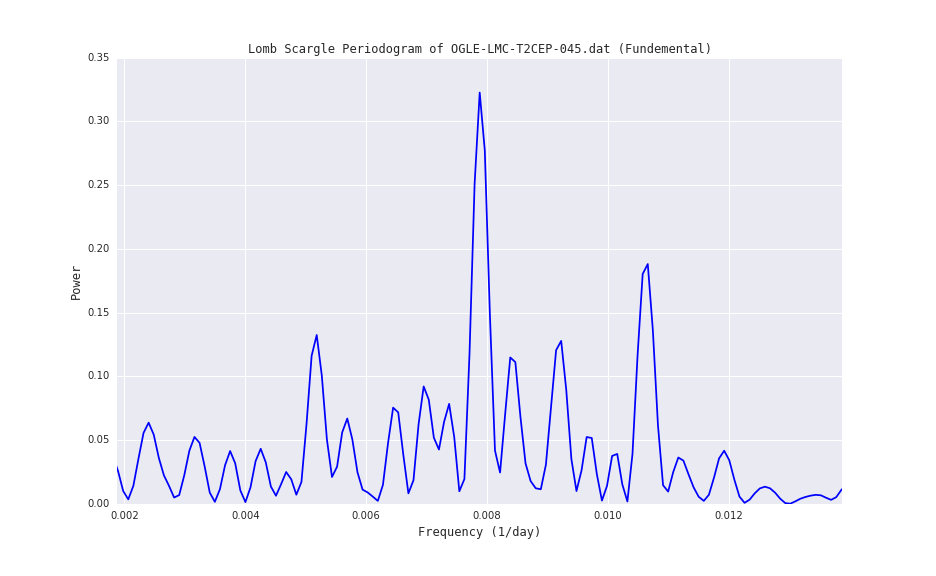 Lomb Scargle Periodogram of OGLE-LMC-T2CEP-045.dat (Fundemental)
0.35
0.30
0.25
0.20
0.15
0.10
0.05
0.00
Power
0.002 0.004 0.006 0.008 0.010 0.012
Frequency (1/day)